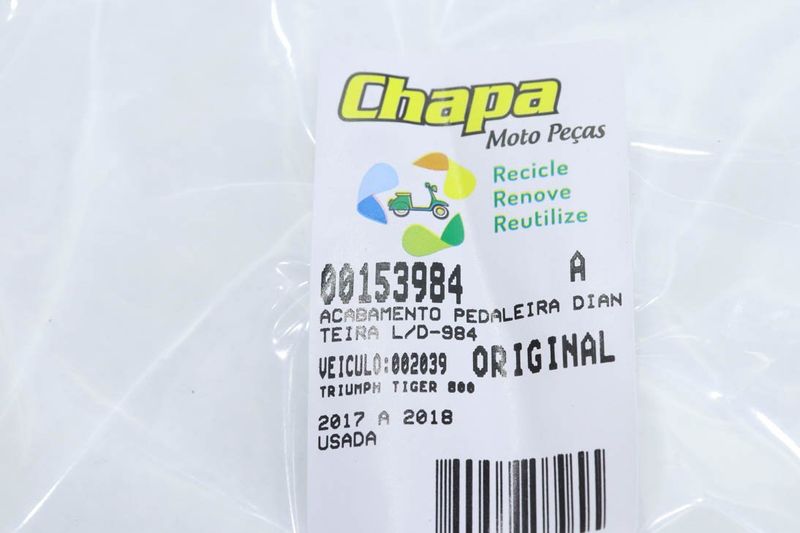 Chapa
Moto Peças
Recicle
Renove
Reutilize
00153984 A
ACABAMENTO PEDALEIRA DIAN
TEIRA L/D-984
VEICULO:002039 ORIGINAL
TRIUMPH TIGER 800
2017 A 2018
USADA